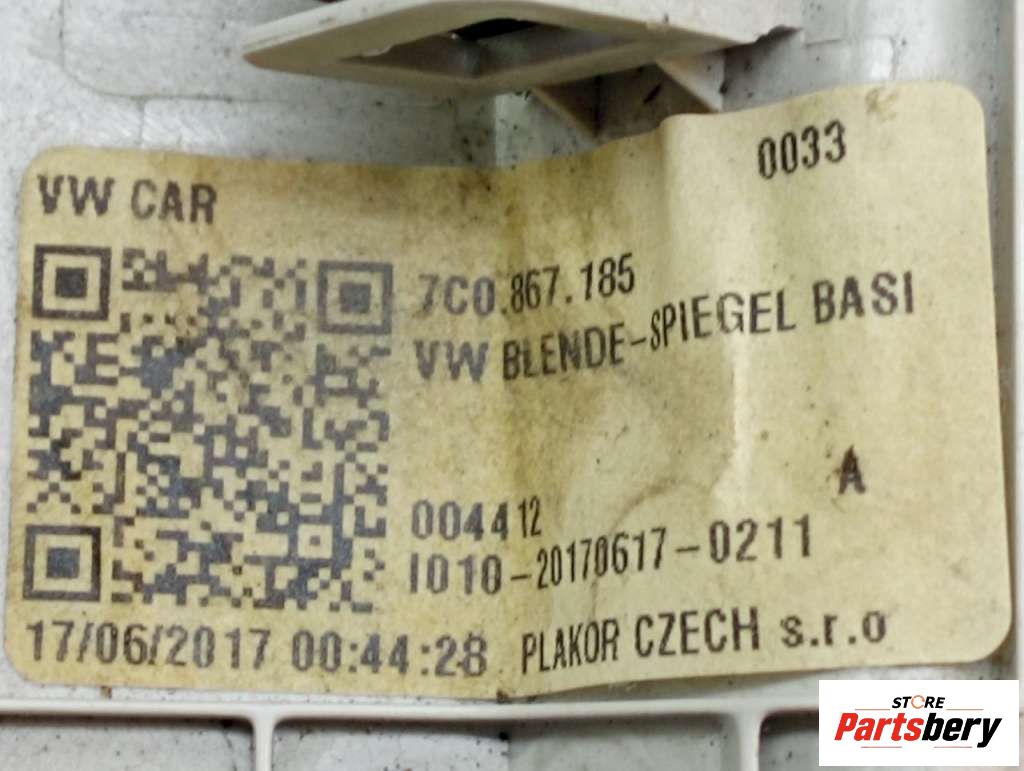 0033
VW CAR
7C0.867.185
VW BLENDE-SPIEGEL BASI
A
004412
I010-20170617-0211
17/06/2017 00:44:28 PLAKOR CZECH s.r.o
STORE
Partsbery